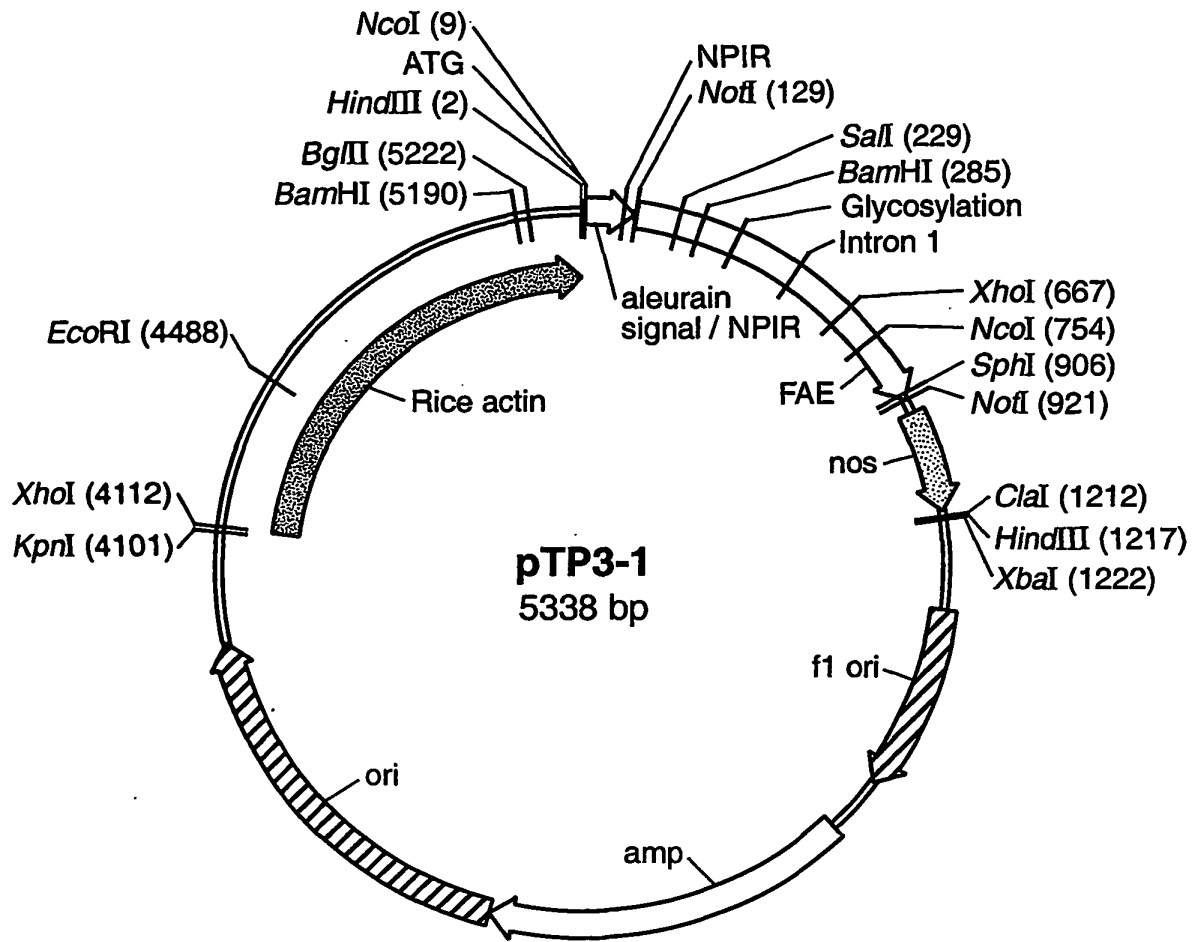 NcoI (9)
ATG
HindIII (2)
BglII (5222)
BamHI (5190)
EcoRI (4488)
XhoI (4112)
KpnI (4101)
NPIR
NotI (129)
SalI (229)
BamHI (285)
Glycosylation
Intron 1
XhoI (667)
NcoI (754)
SphI (906)
NotI (921)
aleurain
signal / NPIR
FAE
Rice actin
nos
ClaI (1212)
HindIII (1217)
XbaI (1222)
pTP3-1
5338 bp
f1 ori
ori
amp